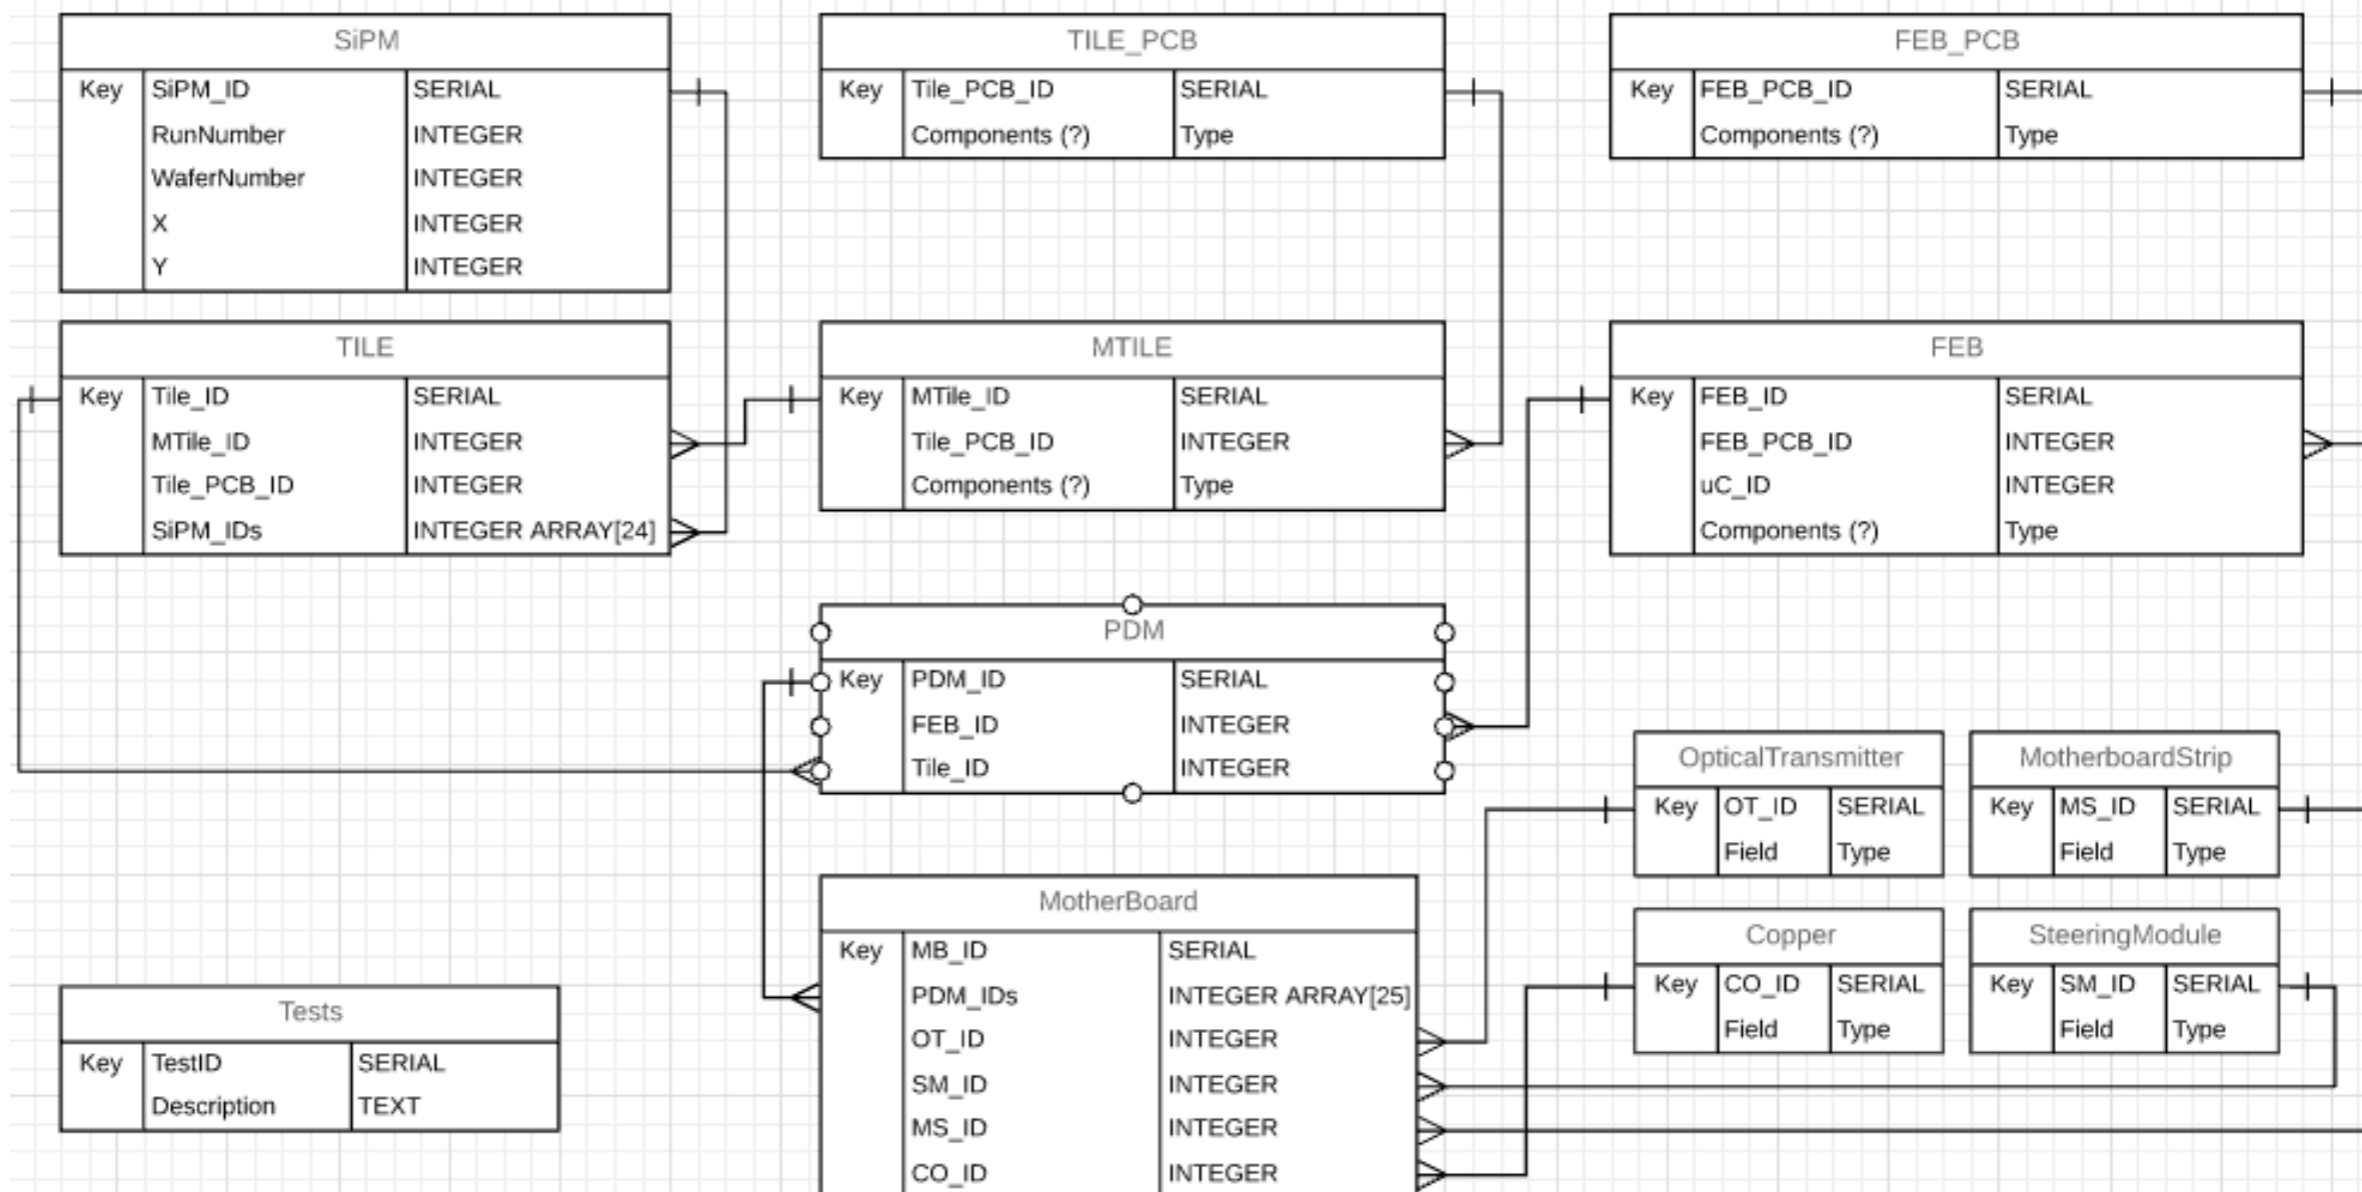 SiPM
Key SiPM_ID SERIAL
RunNumber INTEGER
WaferNumber INTEGER
X INTEGER
Y INTEGER
TILE_PCB
Key Tile_PCB_ID SERIAL
Components (?) Type
FEB_PCB
Key FEB_PCB_ID SERIAL
Components (?) Type
TILE
Key Tile_ID SERIAL
MTile_ID INTEGER
Tile_PCB_ID INTEGER
SiPM_IDs INTEGER ARRAY[24]
MTILE
Key MTile_ID SERIAL
Tile_PCB_ID INTEGER
Components (?) Type
FEB
Key FEB_ID SERIAL
FEB_PCB_ID INTEGER
uC_ID INTEGER
Components (?) Type
PDM
Key PDM_ID SERIAL
FEB_ID INTEGER
Tile_ID INTEGER
OpticalTransmitter
Key OT_ID SERIAL
Field Type
MotherboardStrip
Key MS_ID SERIAL
Field Type
MotherBoard
Key MB_ID SERIAL
PDM_IDs INTEGER ARRAY[25]
OT_ID INTEGER
SM_ID INTEGER
MS_ID INTEGER
CO_ID INTEGER
Copper
Key CO_ID SERIAL
Field Type
SteeringModule
Key SM_ID SERIAL
Field Type
Tests
Key TestID SERIAL
Description TEXT